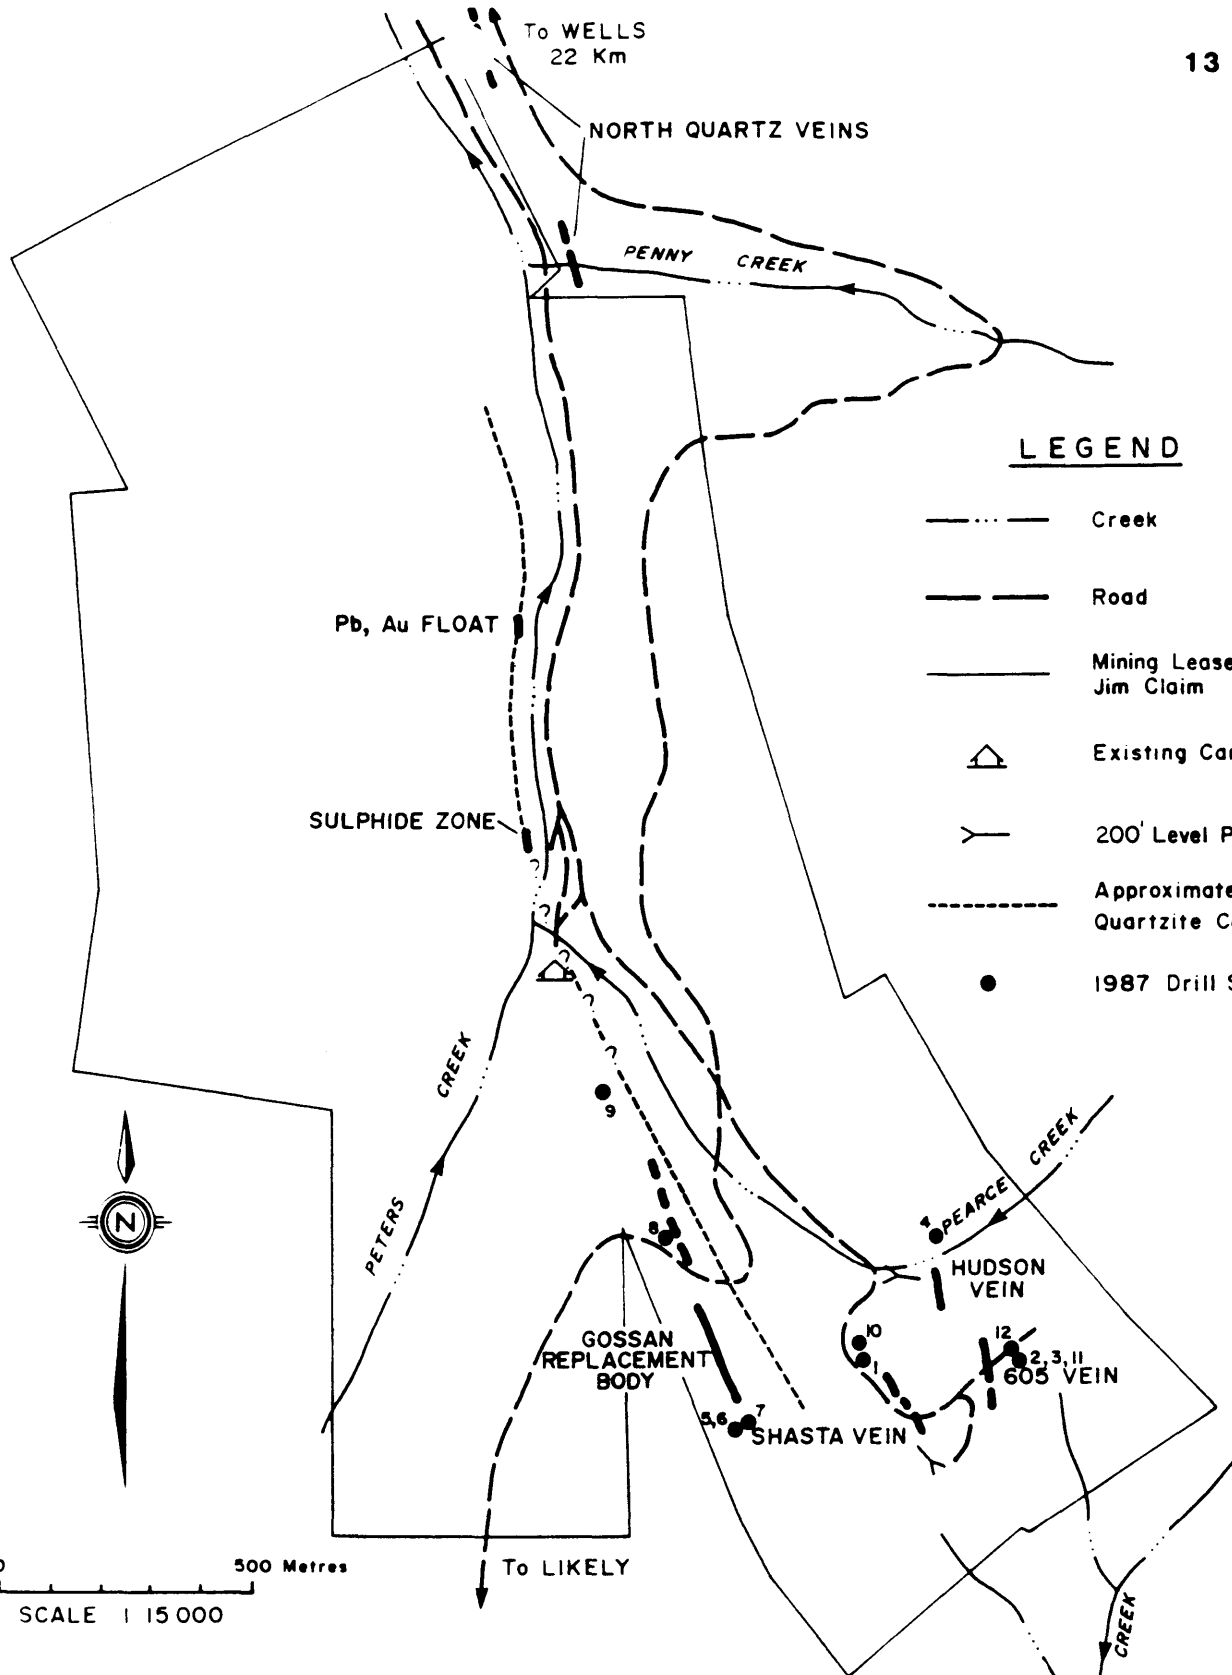 To WELLS
22 Km
13
NORTH QUARTZ VEINS
PENNY CREEK
LEGEND
Creek
Road
Pb, Au FLOAT
Mining Lease
Jim Claim
Existing
SULPHIDE ZONE
200' Level
Approximate
Quartzite
1987 Drill
?
?
?
?
?
CREEK
9
PETERS
PEARCE CREEK
4
8
N
HUDSON
VEIN
10
12
GOSSAN
REPLACEMENT
BODY
1
2,3,11
605 VEIN
5,6
7
SHASTA VEIN
0
500 Metres
To LIKELY
SCALE 1 15 000
CREEK